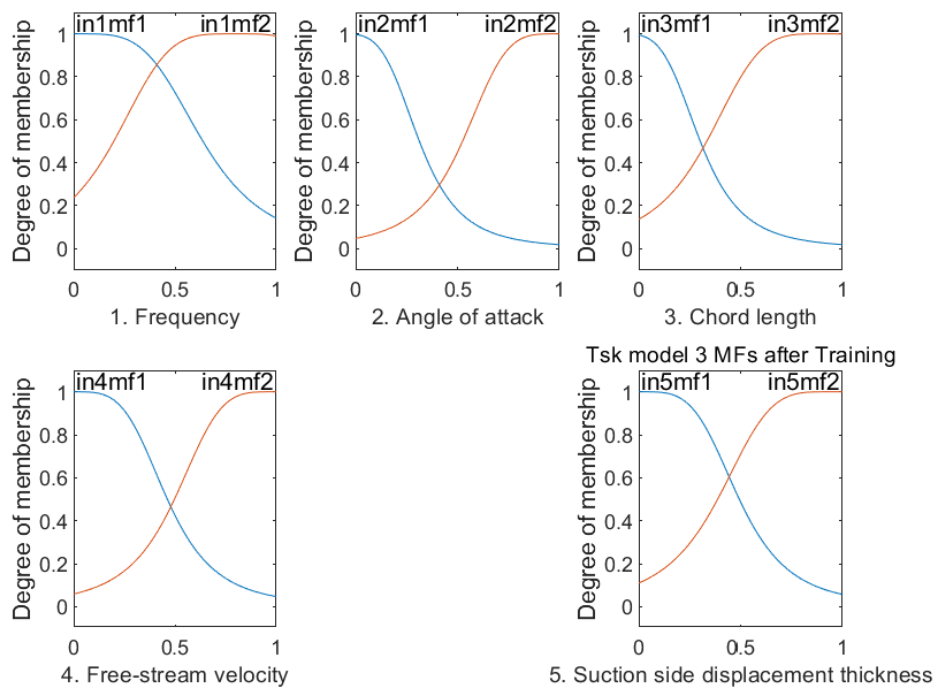 in1mf1 in1mf2
Degree of membership
1
0.8
0.6
0.4
0.2
0
0 0.5 1
1. Frequency
in2mf1 in2mf2
Degree of membership
1
0.8
0.6
0.4
0.2
0
0 0.5 1
2. Angle of attack
in3mf1 in3mf2
Degree of membership
1
0.8
0.6
0.4
0.2
0
0 0.5 1
3. Chord length
in4mf1 in4mf2
Degree of membership
1
0.8
0.6
0.4
0.2
0
0 0.5 1
4. Free-stream velocity
Tsk model 3 MFs after Training
in5mf1 in5mf2
Degree of membership
1
0.8
0.6
0.4
0.2
0
0 0.5 1
5. Suction side displacement thickness